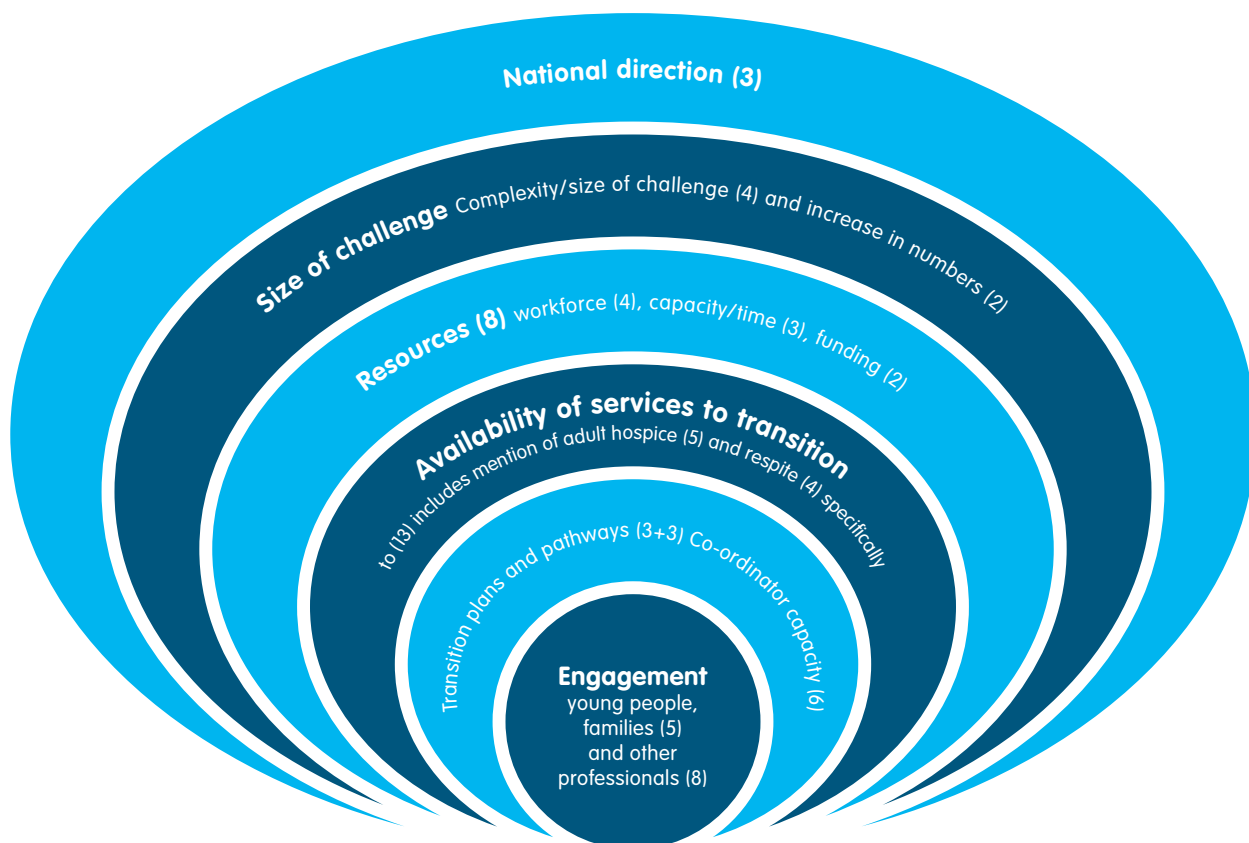 National direction (3)
Size of challenge Complexity/size of challenge (4) and increase in numbers (2)
Resources (8) workforce (4), capacity/time (3), funding (2)
Availability of services to transition
to (13) includes mention of adult hospice (5) and respite (4) specifically
Transition plans and pathways (3+3) Co-ordinator capacity (6)
Engagement
young people,
families (5)
and other
professionals (8)